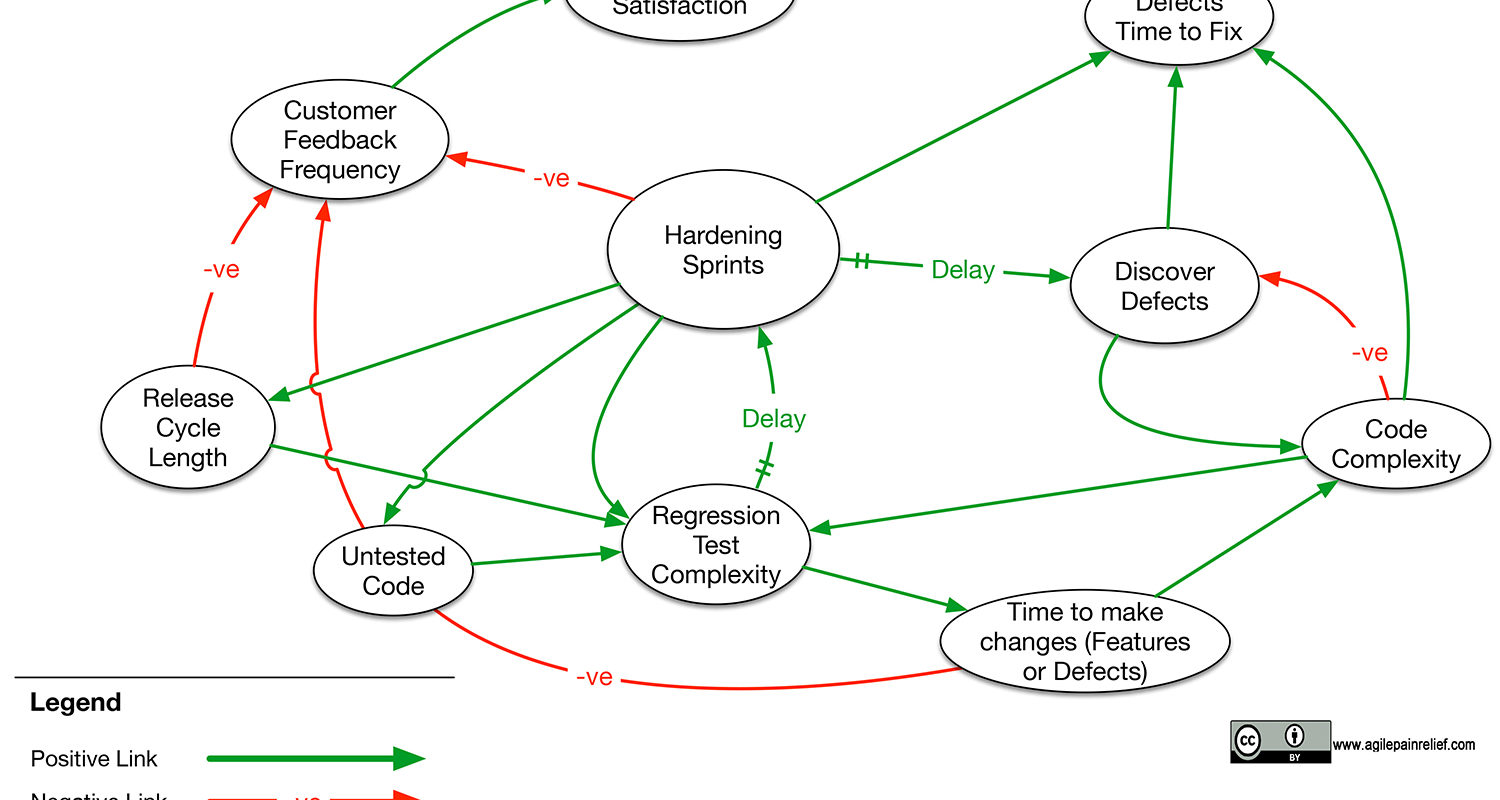 Satisfaction
Defects
Time to Fix
Customer
Feedback
Frequency
-ve
Hardening
Sprints
-ve
Delay
Discover
Defects
-ve
Release
Cycle
Length
Delay
Code
Complexity
Untested
Code
Regression
Test
Complexity
Time to make
changes (Features
or Defects)
-ve
Legend
Positive Link
Negative Link
-ve
cc
BY
www.agilepainrelief.com